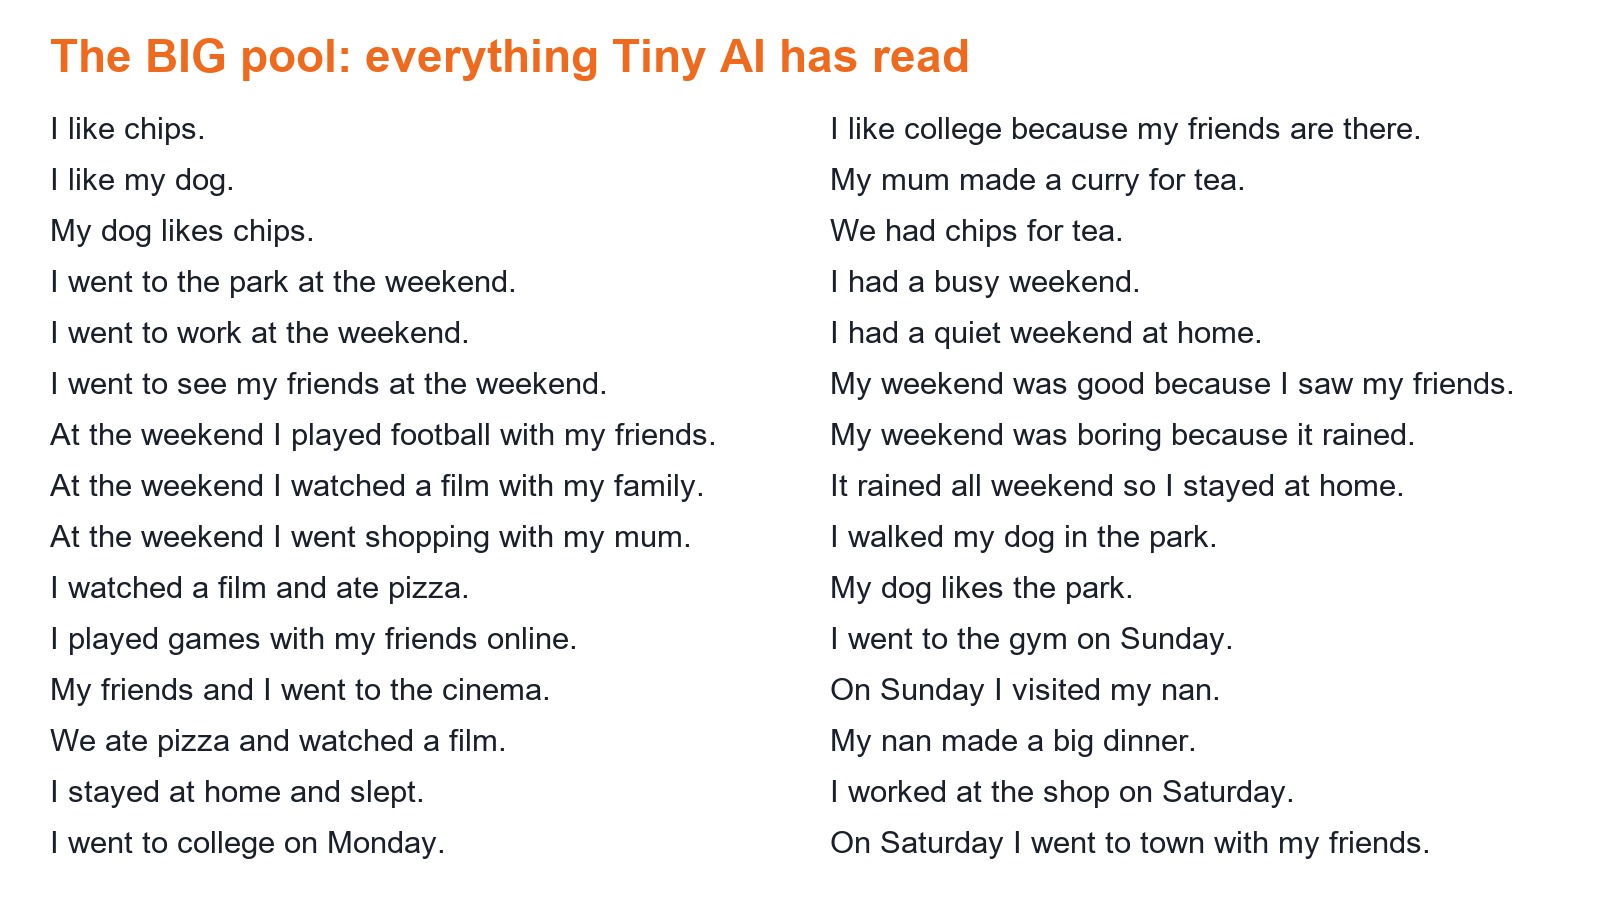 The BIG pool: everything Tiny AI has read
I like chips.
I like my dog.
My dog likes chips.
I went to the park at the weekend.
I went to work at the weekend.
I went to see my friends at the weekend.
At the weekend I played football with my friends.
At the weekend I watched a film with my family.
At the weekend I went shopping with my mum.
I watched a film and ate pizza.
I played games with my friends online.
My friends and I went to the cinema.
We ate pizza and watched a film.
I stayed at home and slept.
I went to college on Monday.
I like college because my friends are there.
My mum made a curry for tea.
We had chips for tea.
I had a busy weekend.
I had a quiet weekend at home.
My weekend was good because I saw my friends.
My weekend was boring because it rained.
It rained all weekend so I stayed at home.
I walked my dog in the park.
My dog likes the park.
I went to the gym on Sunday.
On Sunday I visited my nan.
My nan made a big dinner.
I worked at the shop on Saturday.
On Saturday I went to town with my friends.